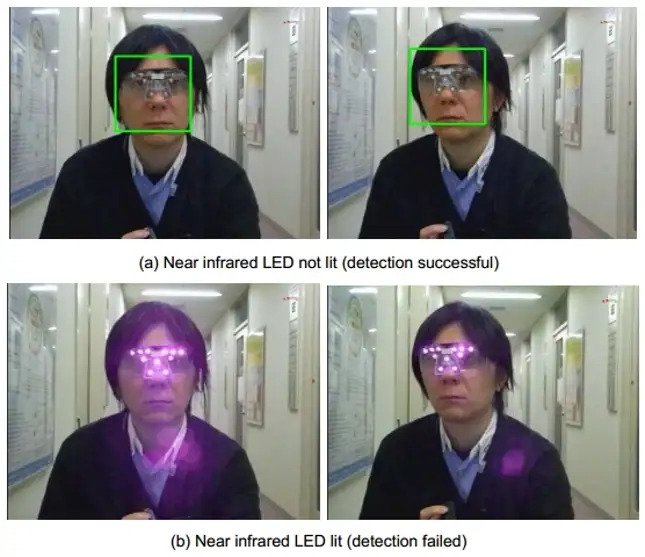 (a) Near infrared LED not lit (detection successful)
(b) Near infrared LED lit (detection failed)